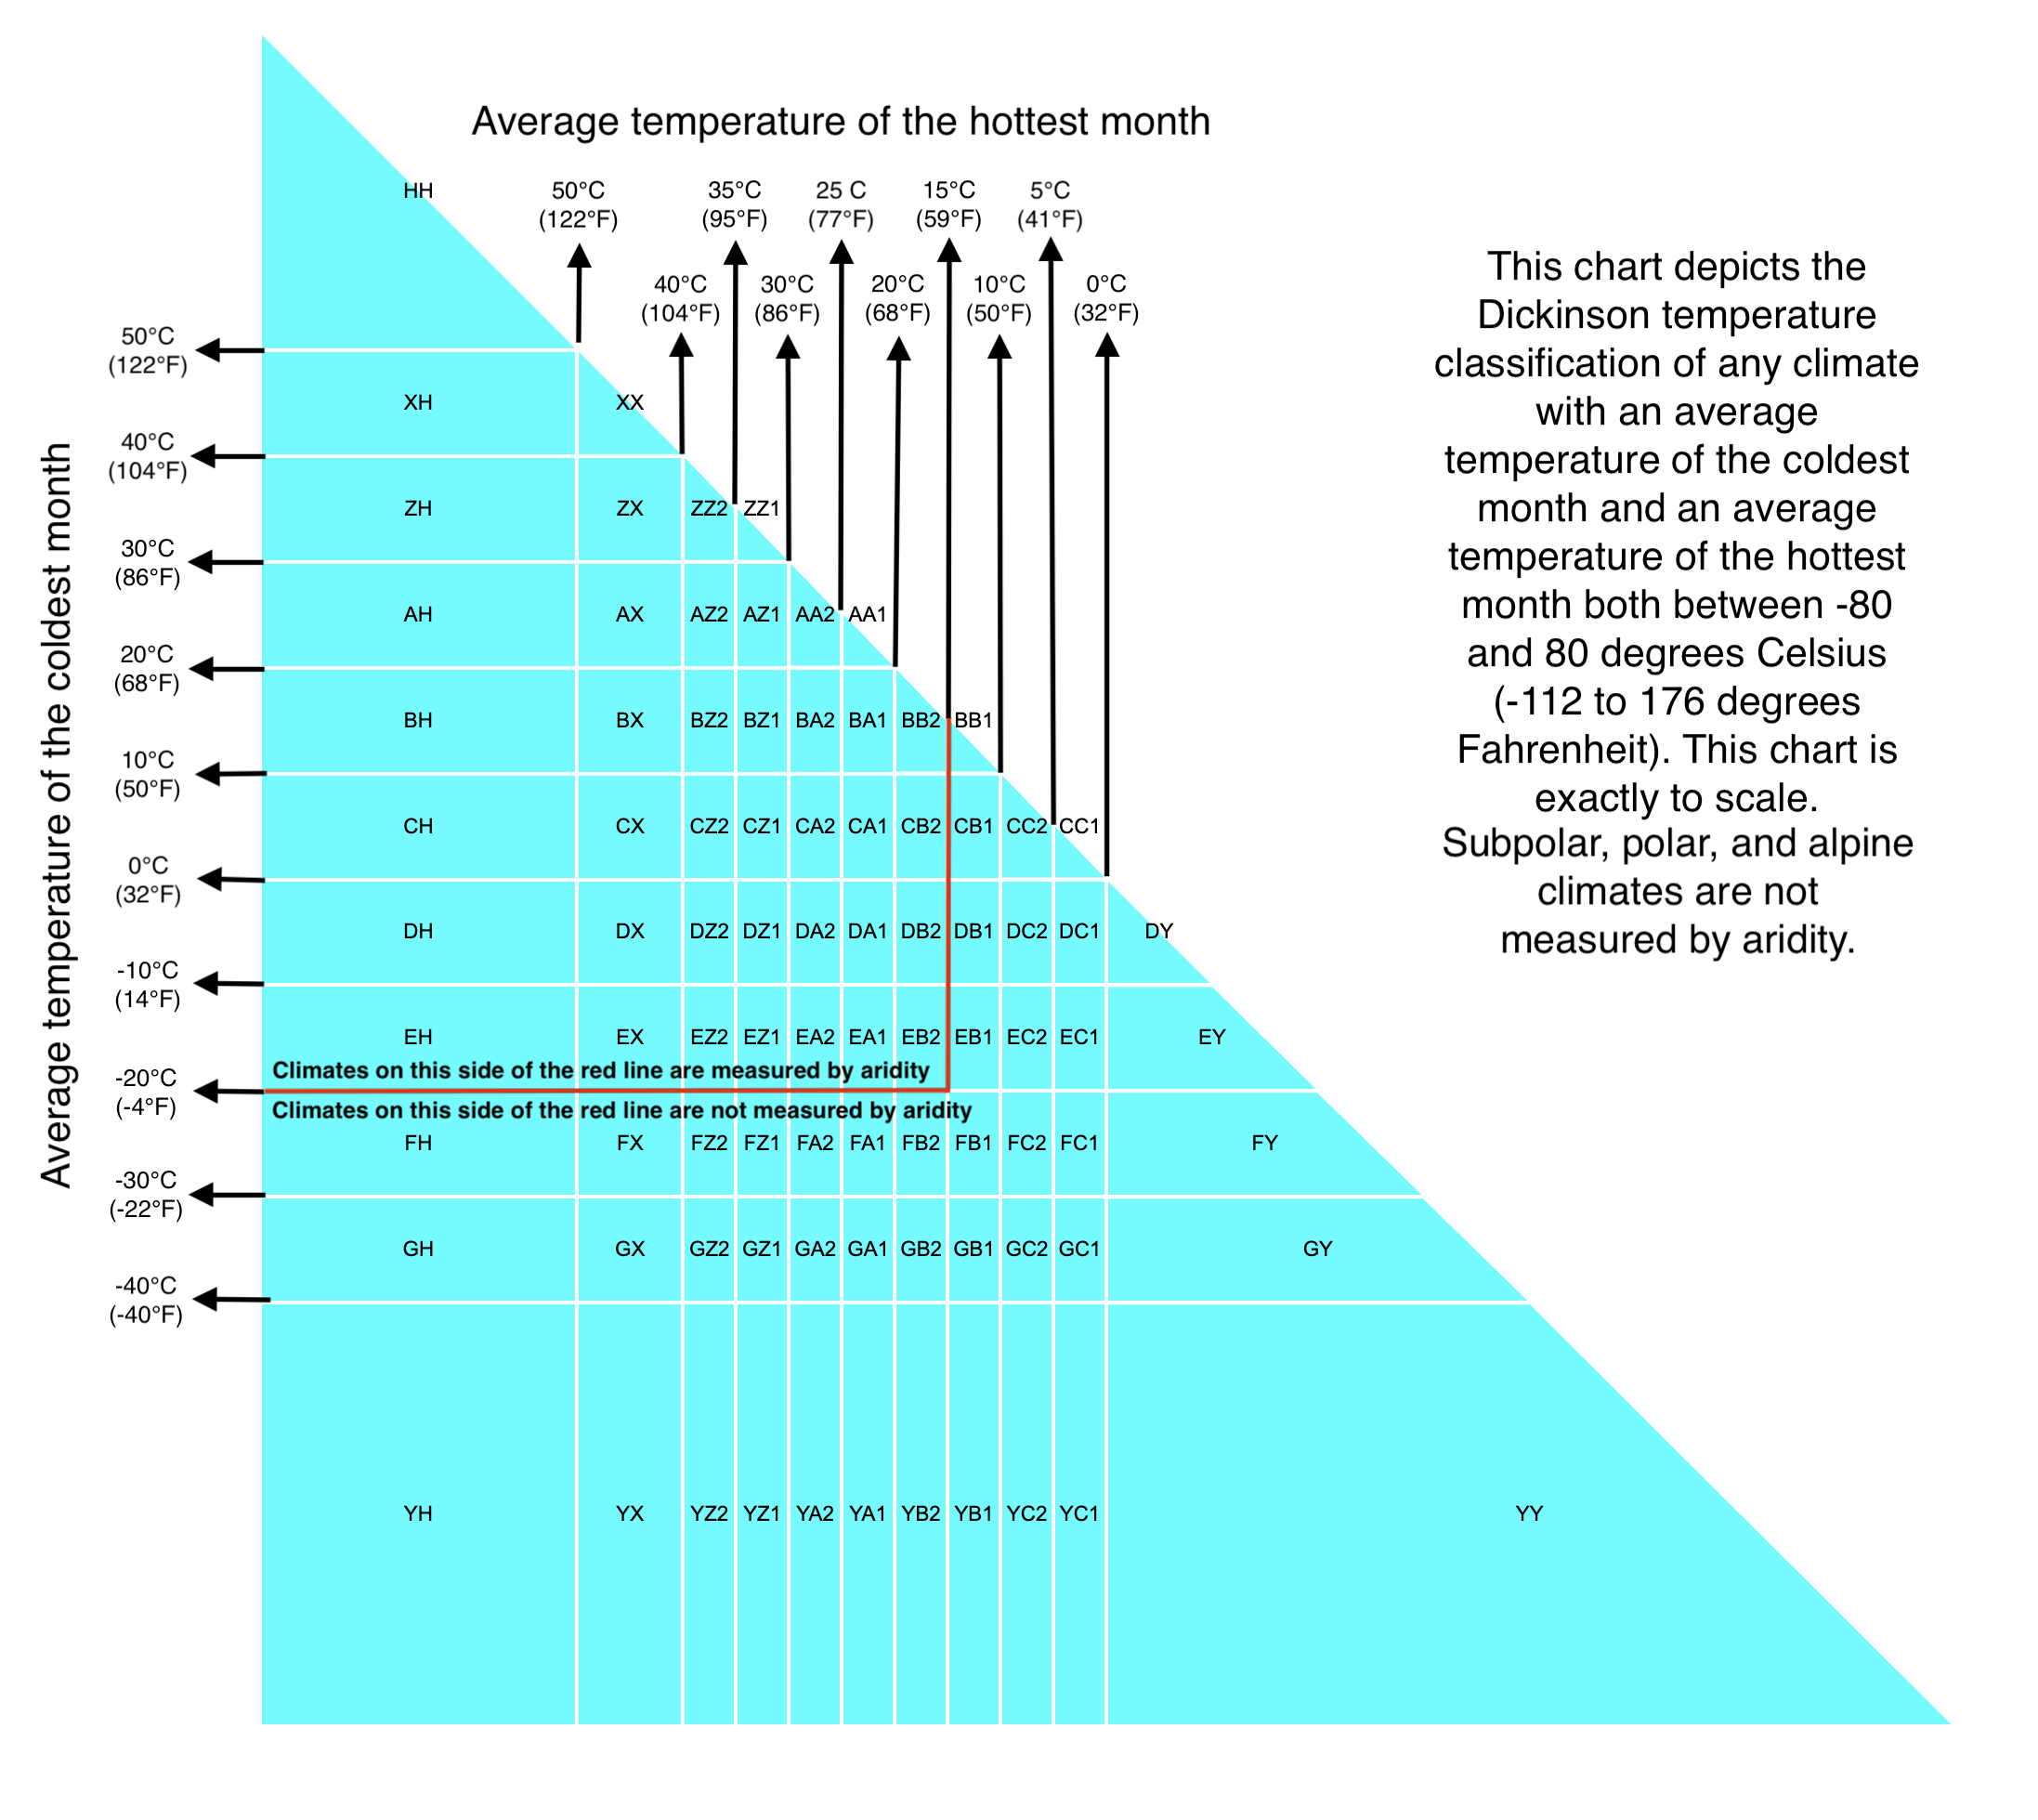 Average temperature of the hottest month
HH
50°C
(122°F)
35°C
(95°F)
25 C
(77°F)
15°C
(59°F)
5°C
(41°F)
40°C
(104°F)
30°C
(86°F)
20°C
(68°F)
10°C
(50°F)
0°C
(32°F)
This chart depicts the
Dickinson temperature
classification of any climate
with an average
temperature of the coldest
month and an average
temperature of the hottest
month both between -80
and 80 degrees Celsius
(-112 to 176 degrees
Fahrenheit). This chart is
exactly to scale.
Subpolar, polar, and alpine
climates are not
measured by aridity.
Average temperature of the coldest month
50°C
(122°F)
XH XX
40°C
(104°F)
ZH ZX ZZ2 ZZ1
30°C
(86°F)
AH AX AZ2 AZ1 AA2 AA1
20°C
(68°F)
BH BX BZ2 BZ1 BA2 BA1 BB2 BB1
10°C
(50°F)
CH CX CZ2 CZ1 CA2 CA1 CB2 CB1 CC2 CC1
0°C
(32°F)
DH DX DZ2 DZ1 DA2 DA1 DB2 DB1 DC2 DC1 DY
-10°C
(14°F)
EH EX EZ2 EZ1 EA2 EA1 EB2 EB1 EC2 EC1 EY
Climates on this side of the red line are measured by aridity
-20°C
(-4°F)
Climates on this side of the red line are not measured by aridity
FH FX FZ2 FZ1 FA2 FA1 FB2 FB1 FC2 FC1 FY
-30°C
(-22°F)
GH GX GZ2 GZ1 GA2 GA1 GB2 GB1 GC2 GC1 GY
-40°C
(-40°F)
YH YX YZ2 YZ1 YA2 YA1 YB2 YB1 YC2 YC1 YY